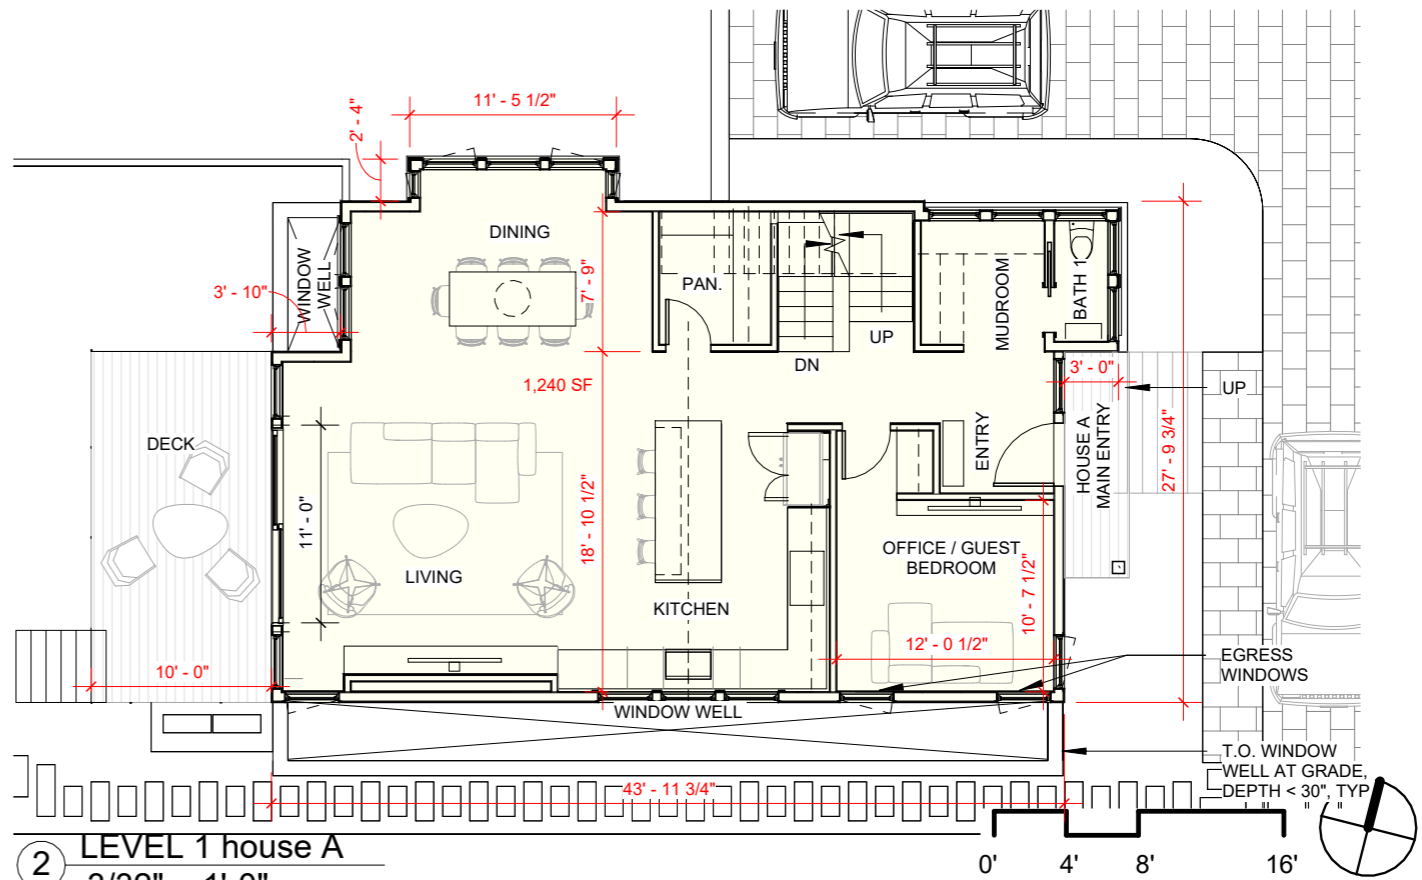 11' - 5 1/2"
2' - 4"
DINING
WINDOW
WELL
3' - 10"
7' - 9"
PAN.
MUDROOM
BATH 1
UP
DN
1,240 SF
3' - 0"
UP
DECK
ENTRY
HOUSE A
MAIN ENTRY
27' - 9 3/4"
11' - 0"
18' - 10 1/2"
LIVING
OFFICE / GUEST
BEDROOM
10' - 7 1/2"
KITCHEN
12' - 0 1/2"
10' - 0"
EGRESS
WINDOWS
WINDOW WELL
T.O. WINDOW
WELL AT GRADE,
DEPTH < 30", TYP
43' - 11 3/4"
2
LEVEL 1 house A
0' 4' 8' 16'